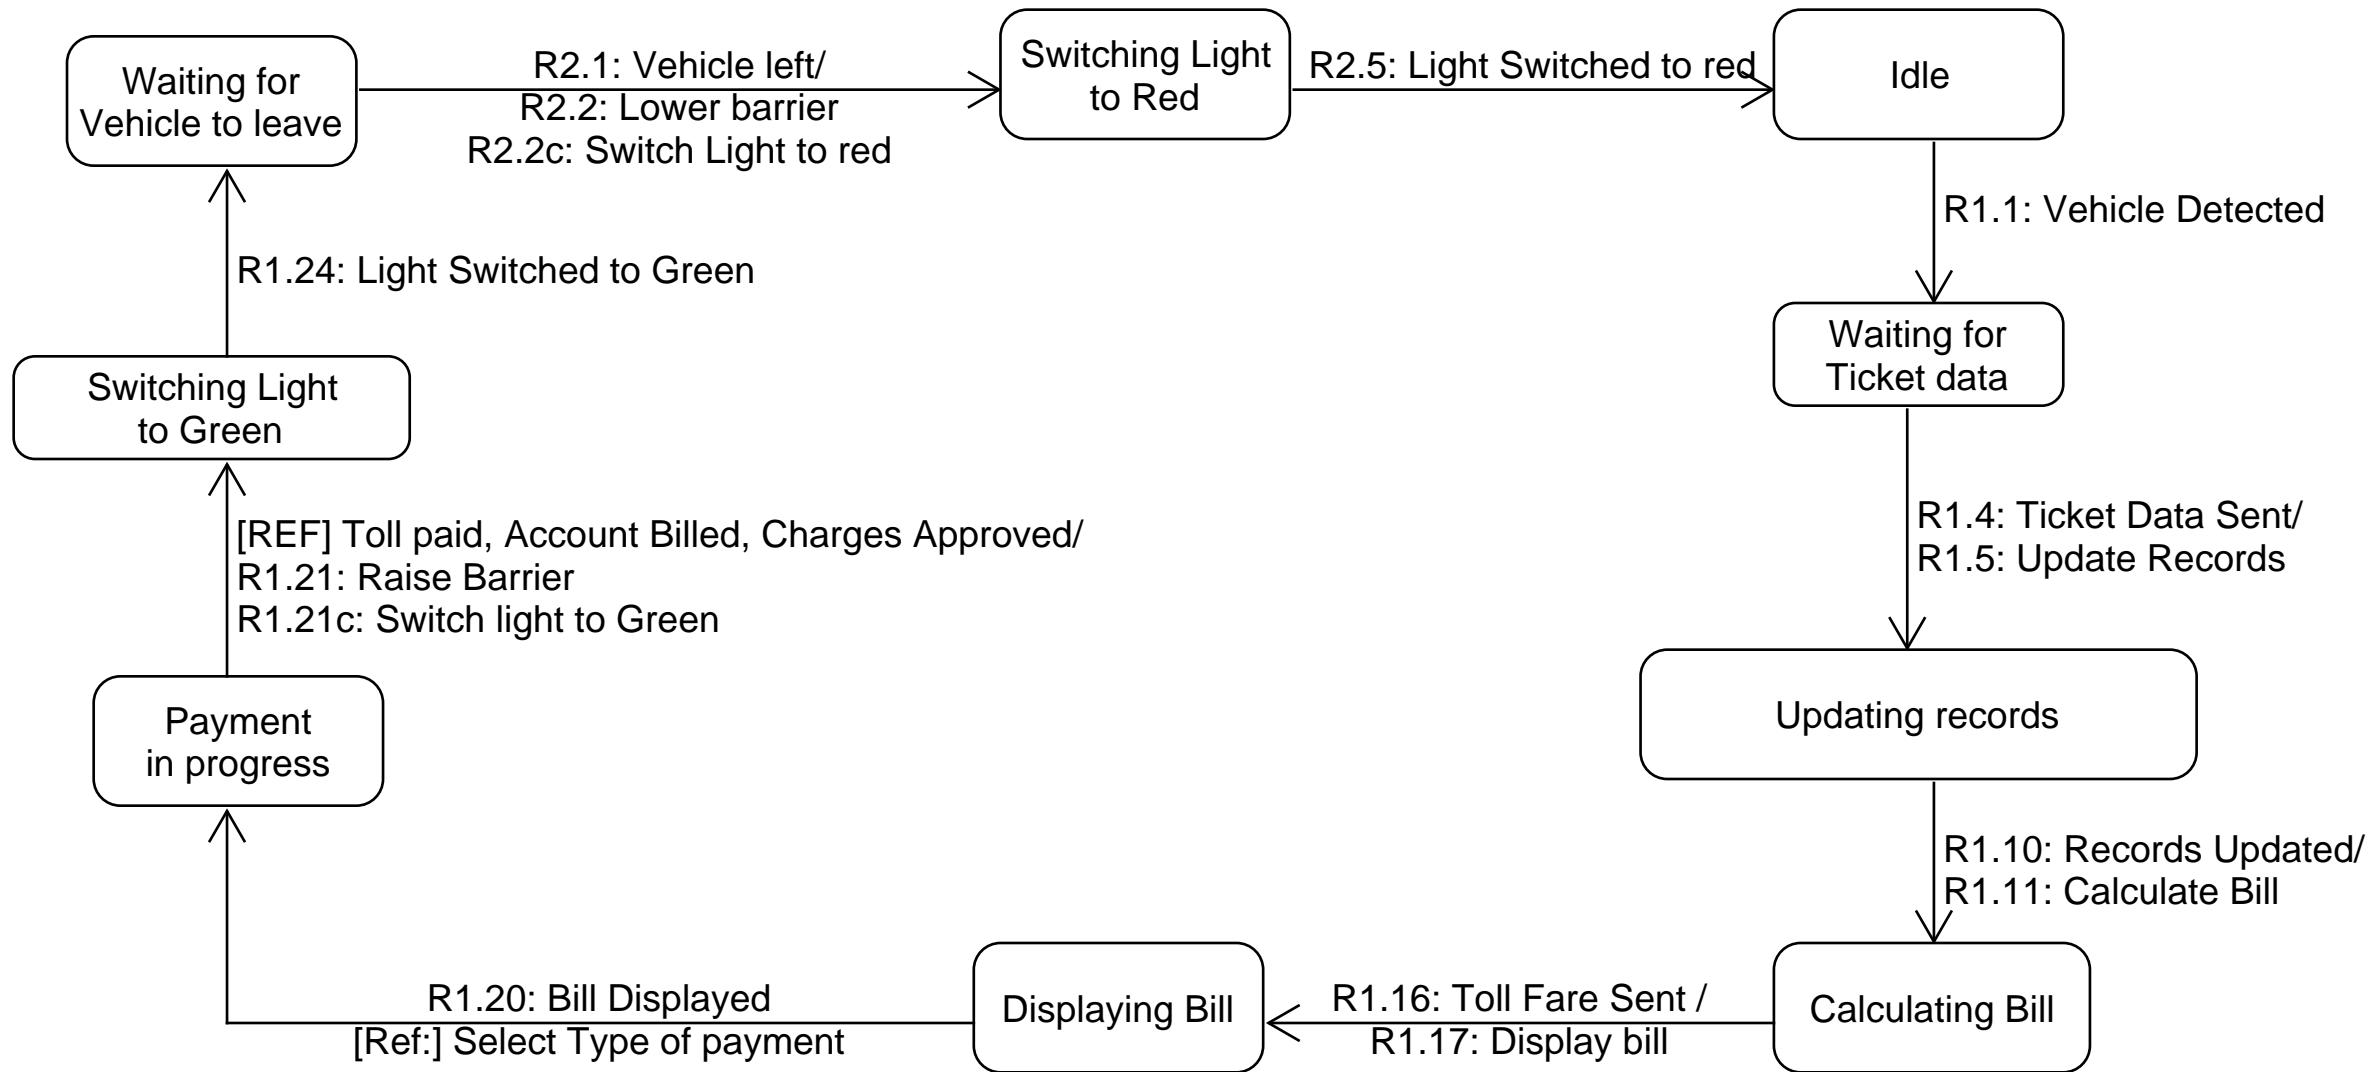 Waiting for
Vehicle to leave
R2.1: Vehicle left/
R2.2: Lower barrier
R2.2c: Switch Light to red
Switching Light
to Red
R2.5: Light Switched to red
Idle
R1.1: Vehicle Detected
R1.24: Light Switched to Green
Waiting for
Ticket data
Switching Light
to Green
R1.4: Ticket Data Sent/
R1.5: Update Records
[REF] Toll paid, Account Billed, Charges Approved/
R1.21: Raise Barrier
R1.21c: Switch light to Green
Payment
in progress
Updating records
R1.10: Records Updated/
R1.11: Calculate Bill
R1.20: Bill Displayed
[Ref:] Select Type of payment
Displaying Bill
R1.16: Toll Fare Sent /
R1.17: Display bill
Calculating Bill